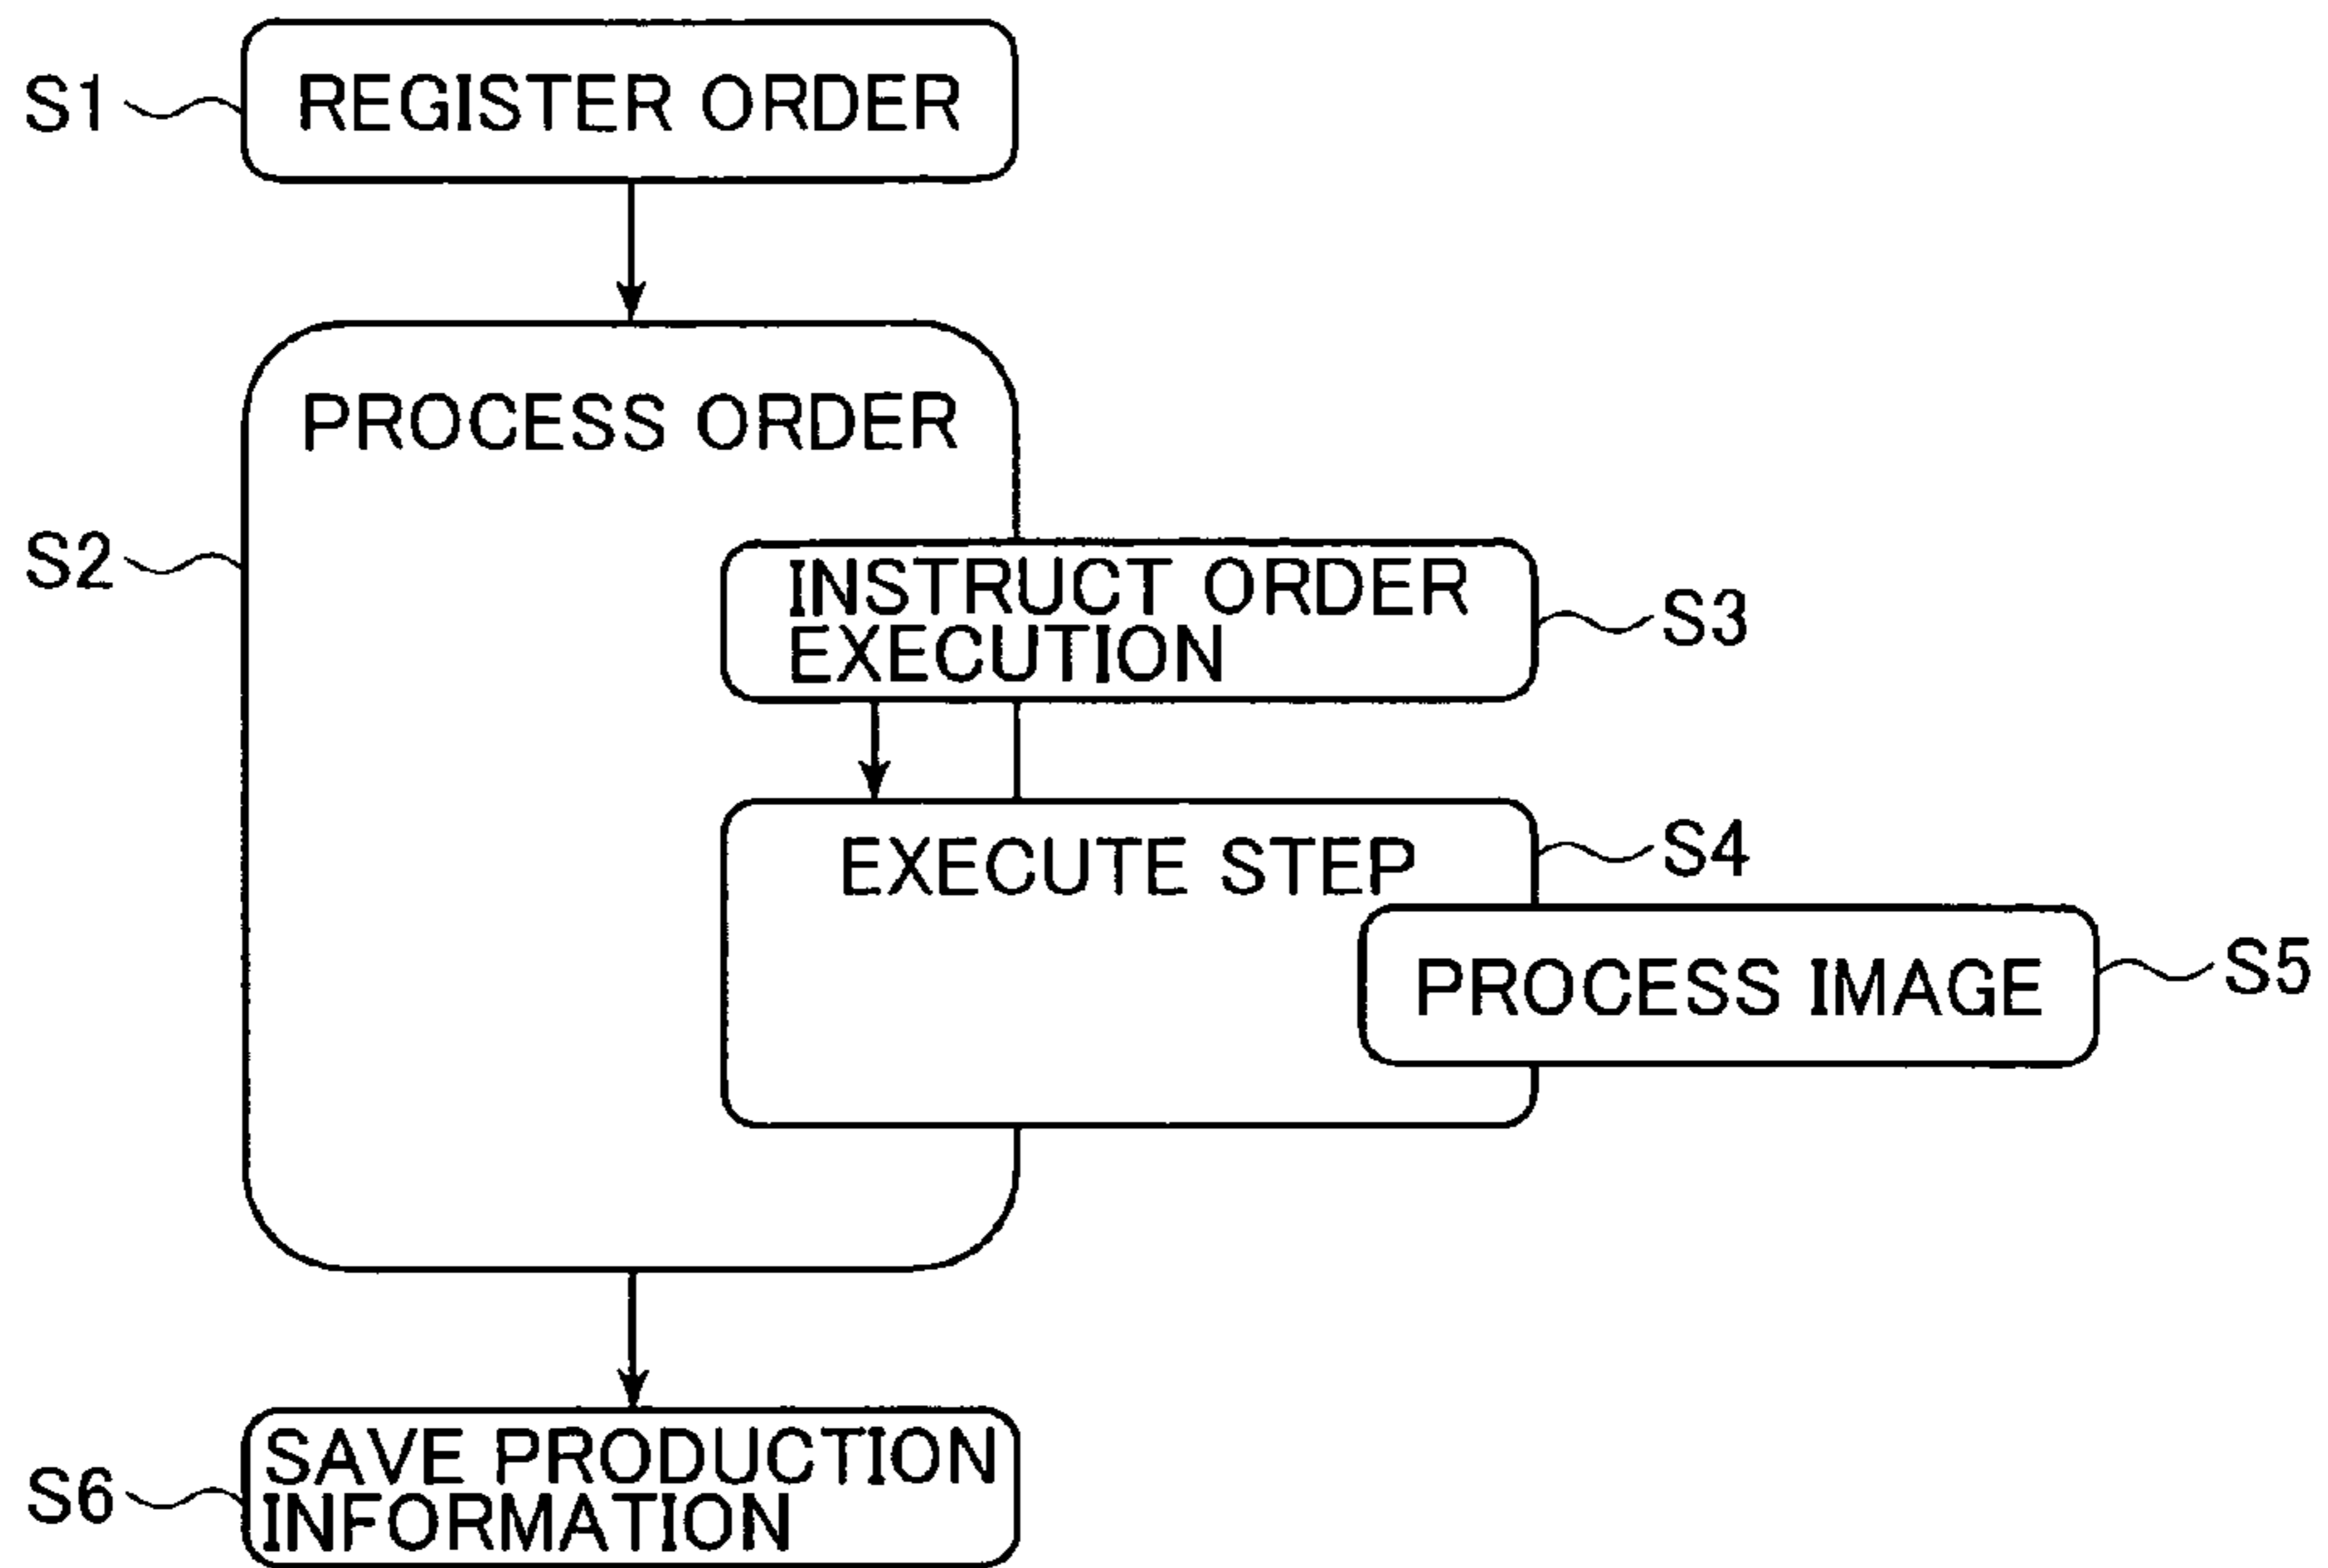 S1
REGISTER ORDER
PROCESS ORDER
S2
INSTRUCT ORDER
EXECUTION
S3
EXECUTE STEP
S4
PROCESS IMAGE
S5
SAVE PRODUCTION
INFORMATION
S6